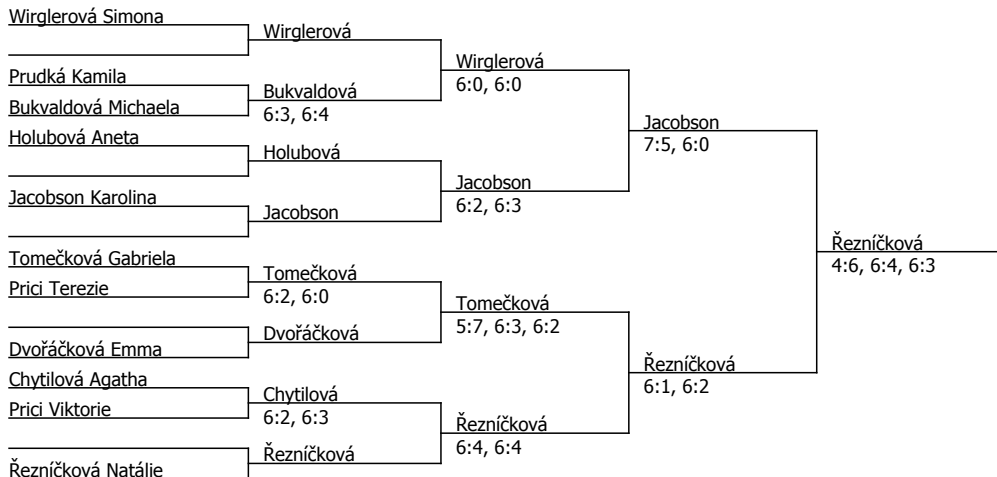 Wirglerová Simona
Prudká Kamila
Bukvaldová Michaela
Holubová Aneta
Jacobson Karolina
Tomečková Gabriela
Prici Terezie
Dvořáčková Emma
Chytilová Agatha
Prici Viktorie
Řezníčková Natálie
Wirglerová
Bukvaldová
6:3, 6:4
Holubová
Jacobson
Tomečková
6:2, 6:0
Dvořáčková
Chytilová
6:2, 6:3
Řezníčková
Wirglerová
6:0, 6:0
Jacobson
6:2, 6:3
Tomečková
5:7, 6:3, 6:2
Řezníčková
6:4, 6:4
Jacobson
7:5, 6:0
Řezníčková
6:1, 6:2
Řezníčková
4:6, 6:4, 6:3